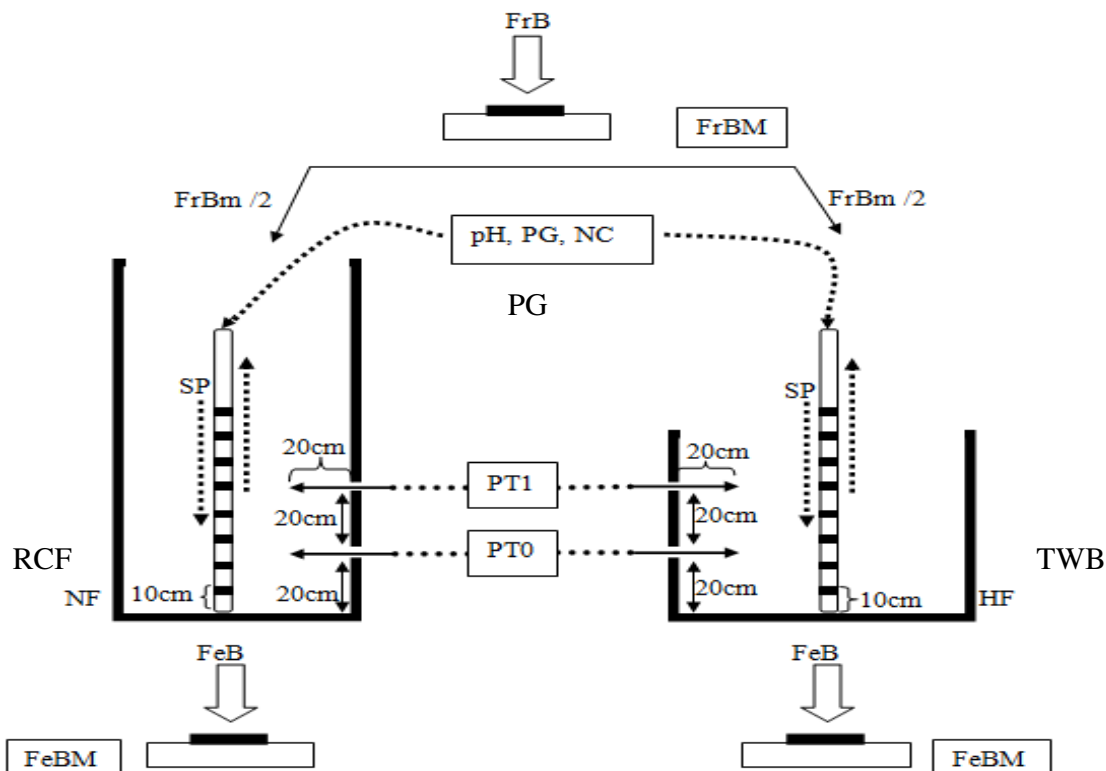 FrB
FrBM
FrBm /2
FrBm /2
pH, PG, NC
PG
SP
SP
20cm
PT1
20cm
20cm
20cm
PT0
RCF
TWB
20cm
20cm
NF
10cm
10cm
HF
FeB
FeB
FeBM
FeBM